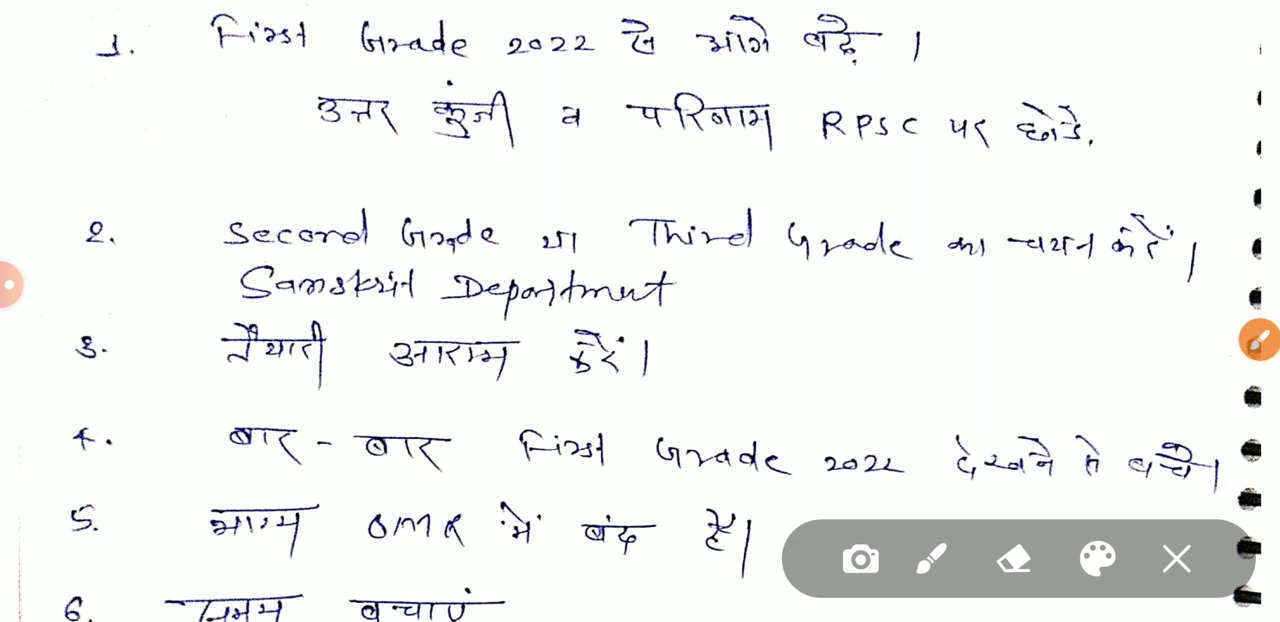 1. First Grade 2022 से आगे बढ़े ।
उत्तर कुंजी व परिणाम RPSC पर छोडे.
2. Second Grade या Third Grade का चयन करें।
Sanskrit Department
3. तैयारी आरम्भ करें।
4. बार - बार First Grade 2022 देखने से बचे।
5. भाग्य OMR में बंद है।
6. समय बचाएं